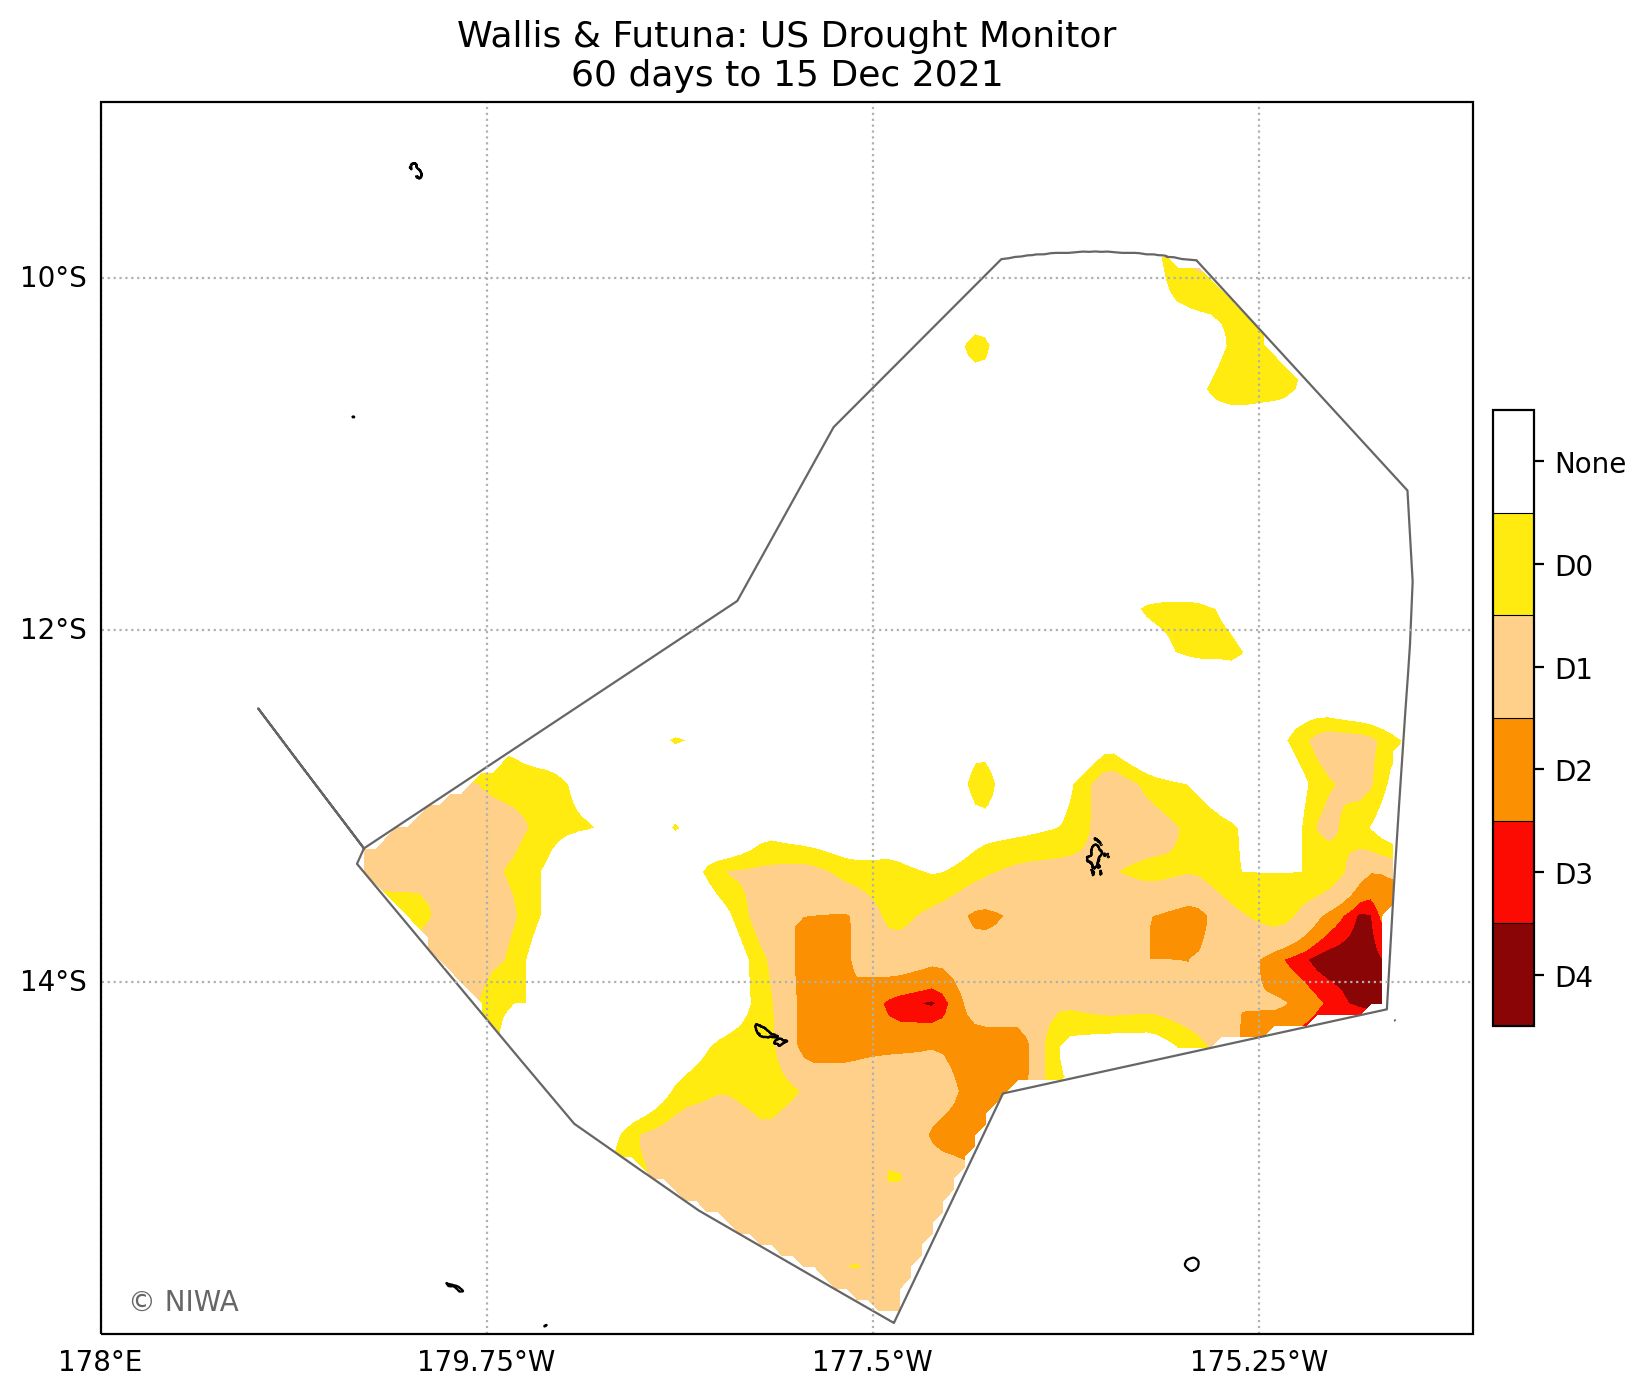 Wallis & Futuna: US Drought Monitor
60 days to 15 Dec 2021
10°S
12°S
14°S
178°E
179.75°W
177.5°W
175.25°W
None
D0
D1
D2
D3
D4
© NIWA